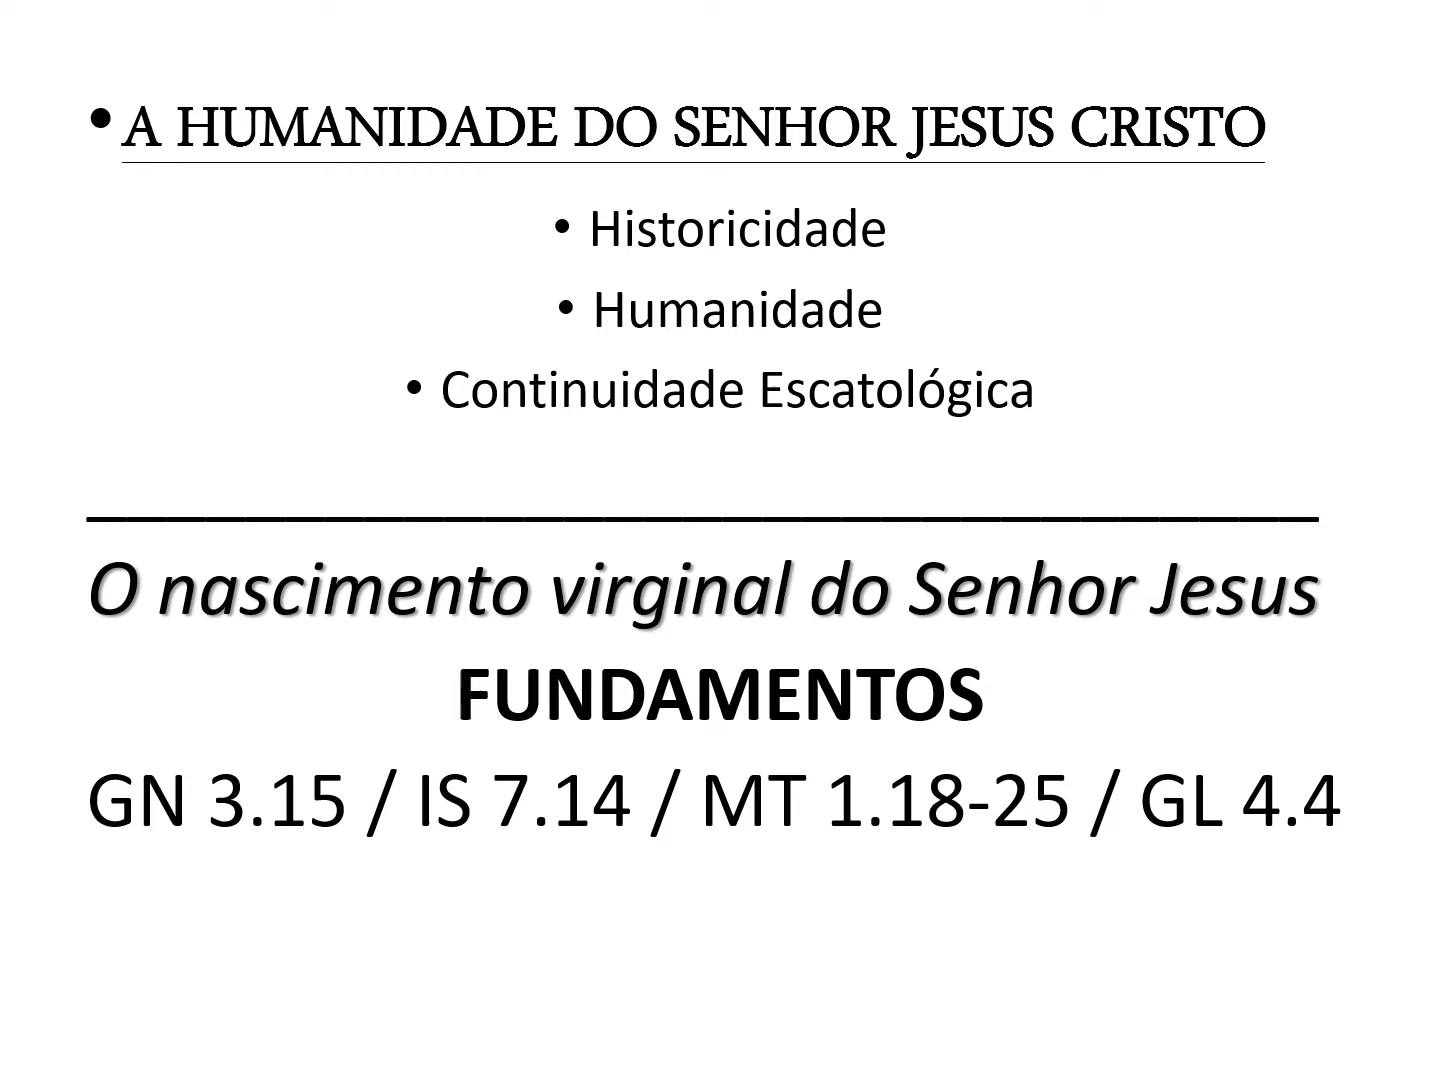 • A HUMANIDADE DO SENHOR JESUS CRISTO
• Historicidade
• Humanidade
• Continuidade Escatológica
_______________________________
O nascimento virginal do Senhor Jesus
FUNDAMENTOS
GN 3.15 / IS 7.14 / MT 1.18-25 / GL 4.4